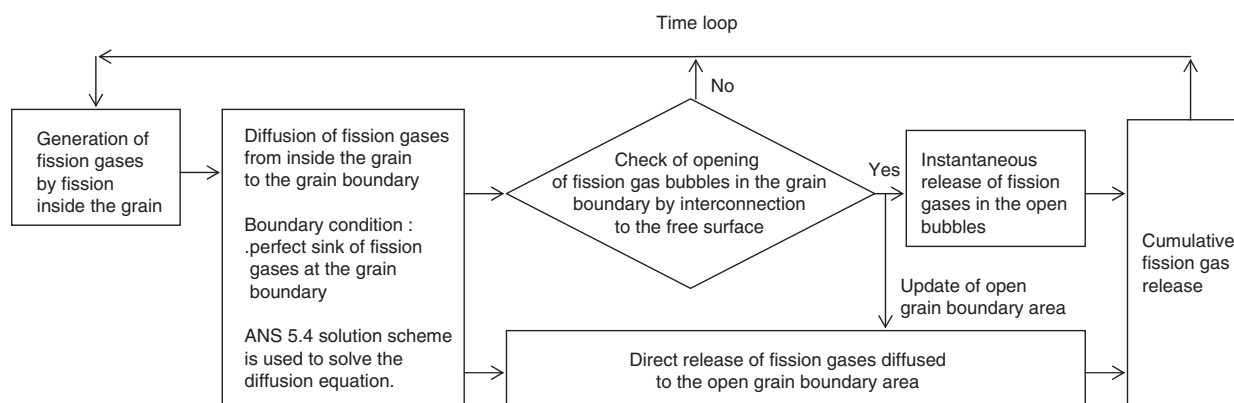 Time loop
No
Generation of
fission gases
by fission
inside the grain
Diffusion of fission gases
from inside the grain
to the grain boundary
Boundary condition :
.perfect sink of fission
gases at the grain
boundary
ANS 5.4 solution scheme
is used to solve the
diffusion equation.
Check of opening
of fission gas bubbles in the grain
boundary by interconnection
to the free surface
Yes
Instantaneous
release of fission
gases in the open
bubbles
Update of open
grain boundary area
Direct release of fission gases diffused
to the open grain boundary area
Cumulative
fission gas
release